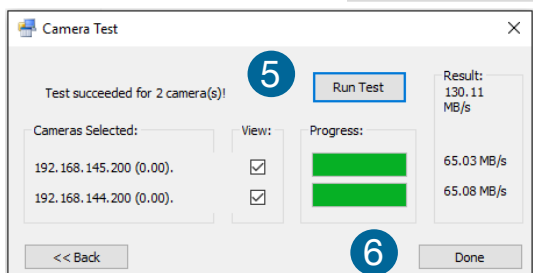 Camera Test
5
Run Test
Result:
130.11
MB/s
Test succeeded for 2 camera(s)!
Cameras Selected:
View:
Progress:
192.168.145.200 (0.00).
65.03 MB/s
192.168.144.200 (0.00).
65.08 MB/s
<< Back
6
Done